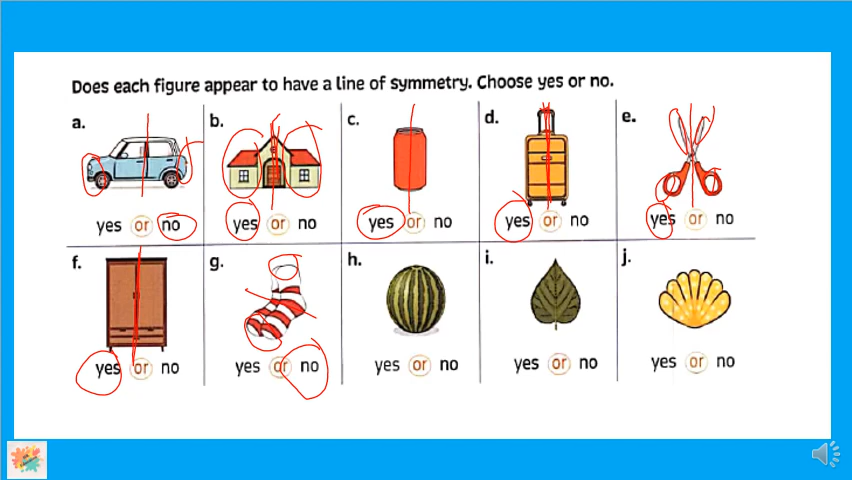 Does each figure appear to have a line of symmetry. Choose yes or no.
a. b. c. d. e.
yes or no yes or no yes or no yes or no yes or no
f. g. h. i. j.
yes or no yes or no yes or no yes or no yes or no